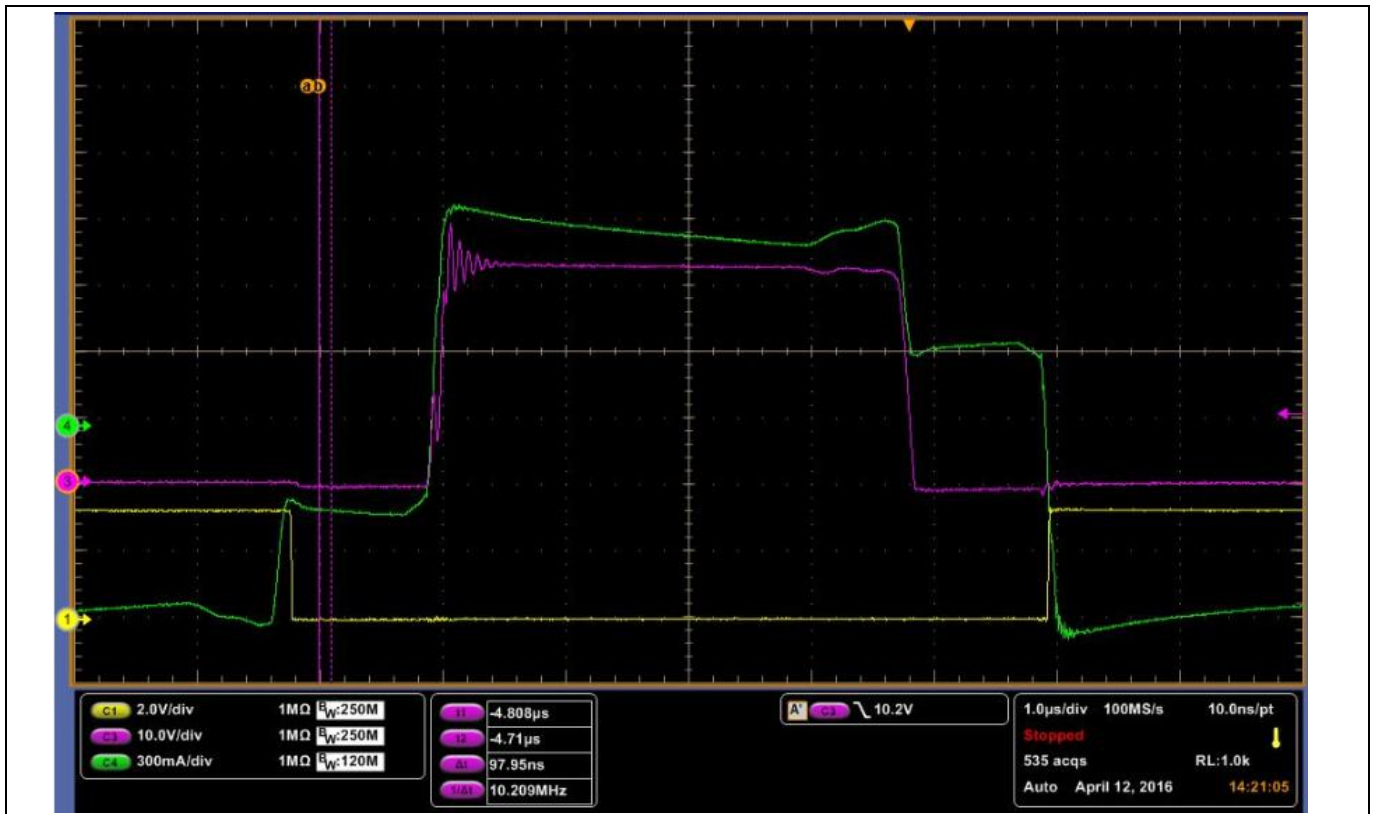 a b
4
3
1
C1 2.0V/div 1MΩ BW:250M
C3 10.0V/div 1MΩ BW:250M
C4 300mA/div 1MΩ BW:120M
t1 -4.808µs
t2 -4.71µs
Δt 97.95ns
1/Δt 10.209MHz
A' C3 10.2V
1.0µs/div 100MS/s 10.0ns/pt
Stopped
535 acqs RL:1.0k
Auto April 12, 2016 14:21:05